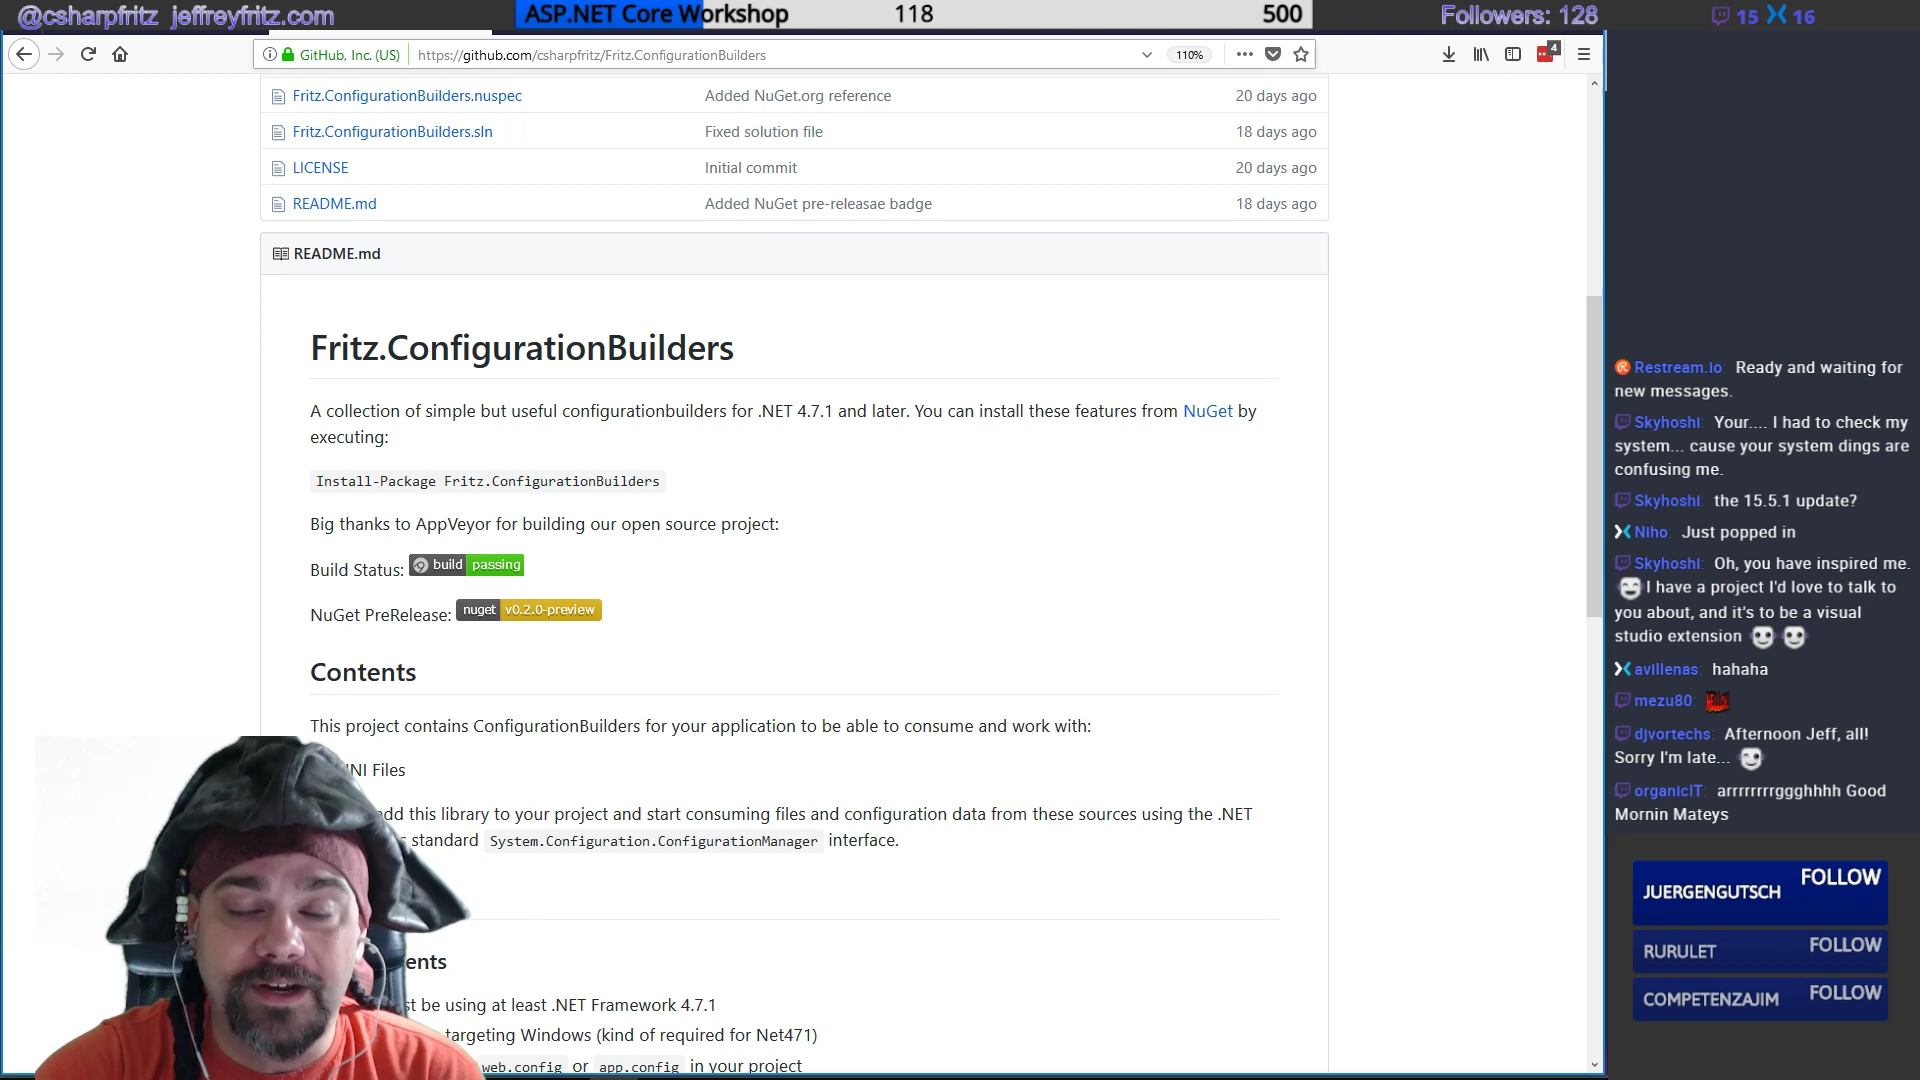 @csharpfritz jeffreyfritz.com
ASP.NET Core Workshop 118 500
Followers: 128
15 16
GitHub, Inc. (US)
https://github.com/csharpfritz/Fritz.ConfigurationBuilders
110%
4
Fritz.ConfigurationBuilders.nuspec Added NuGet.org reference 20 days ago
Fritz.ConfigurationBuilders.sln Fixed solution file 18 days ago
LICENSE Initial commit 20 days ago
README.md Added NuGet pre-releasae badge 18 days ago
README.md
Fritz.ConfigurationBuilders
A collection of simple but useful configurationbuilders for .NET 4.7.1 and later. You can install these features from NuGet by
executing:
Install-Package Fritz.ConfigurationBuilders
Big thanks to AppVeyor for building our open source project:
Build Status: build passing
NuGet PreRelease: nuget v0.2.0-preview
Contents
This project contains ConfigurationBuilders for your application to be able to consume and work with:
INI Files
add this library to your project and start consuming files and configuration data from these sources using the .NET
standard System.Configuration.ConfigurationManager interface.
ents
st be using at least .NET Framework 4.7.1
targeting Windows (kind of required for Net471)
web.config or app.config in your project
Restream.io: Ready and waiting for
new messages.
Skyhoshi: Your.... I had to check my
system... cause your system dings are
confusing me.
Skyhoshi: the 15.5.1 update?
Niho: Just popped in
Skyhoshi: Oh, you have inspired me.
I have a project I'd love to talk to
you about, and it's to be a visual
studio extension
avillenas: hahaha
mezu80: HELLO
djvortechs: Afternoon Jeff, all!
Sorry I'm late...
organicIT: arrrrrrrggghhhh Good
Mornin Mateys
JUERGENGUTSCH FOLLOW
RURULET FOLLOW
COMPETENZAJIM FOLLOW